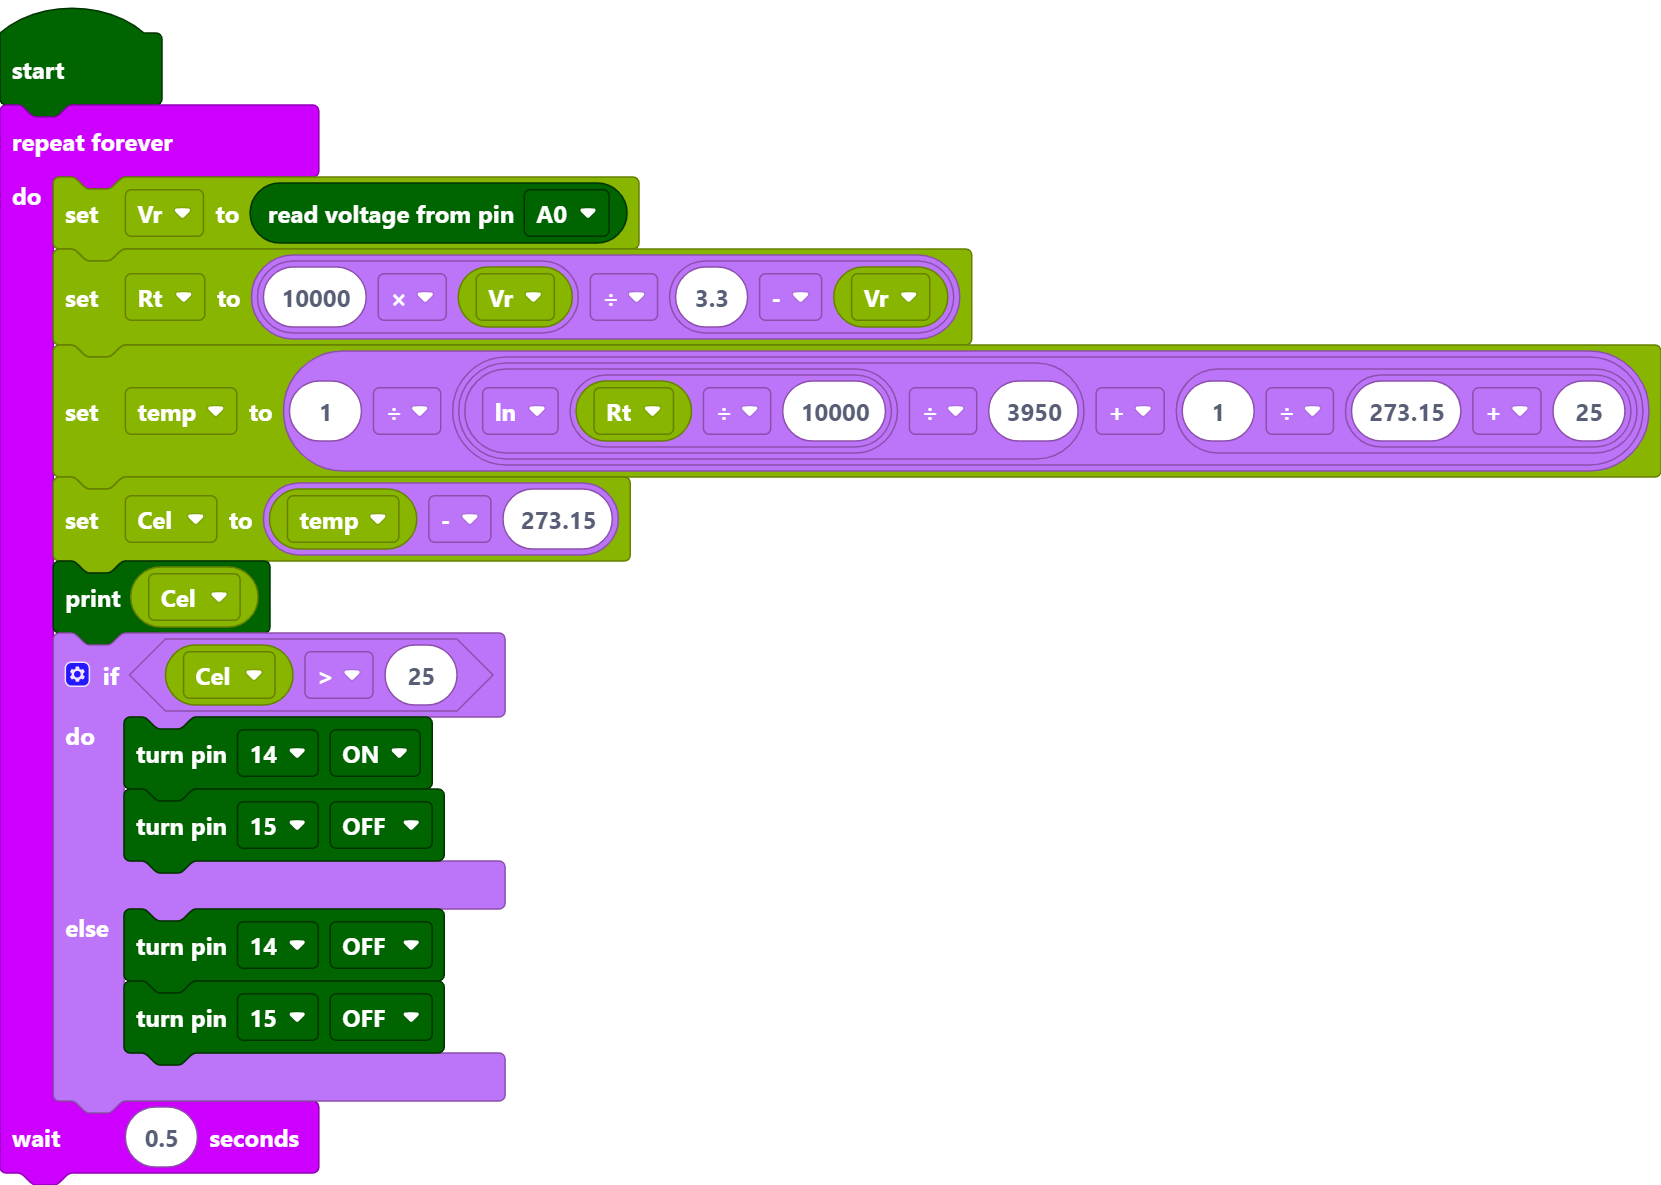 start
repeat forever
do
set Vr to read voltage from pin A0
set Rt to 10000 × Vr ÷ 3.3 - Vr
set temp to 1 ÷ ln Rt ÷ 10000 ÷ 3950 + 1 ÷ 273.15 + 25
set Cel to temp - 273.15
print Cel
if Cel > 25
do
turn pin 14 ON
turn pin 15 OFF
else
turn pin 14 OFF
turn pin 15 OFF
wait 0.5 seconds